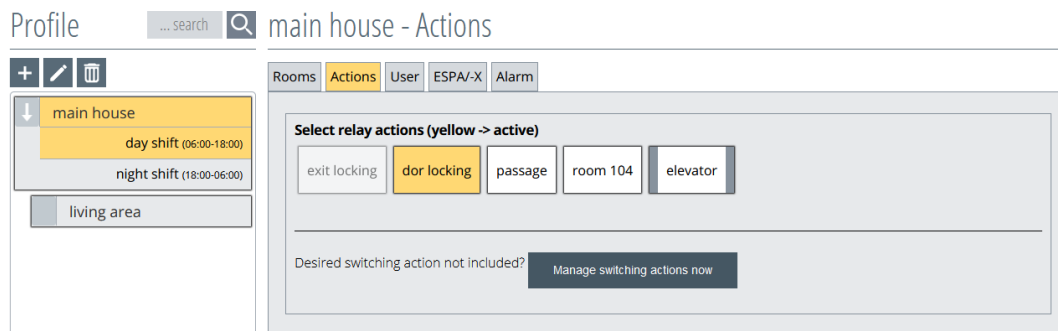 Profile
... search
main house - Actions
Rooms Actions User ESPA/-X Alarm
main house
day shift (06:00-18:00)
night shift (18:00-06:00)
living area
Select relay actions (yellow -> active)
exit locking dor locking passage room 104 elevator
Desired switching action not included? Manage switching actions now